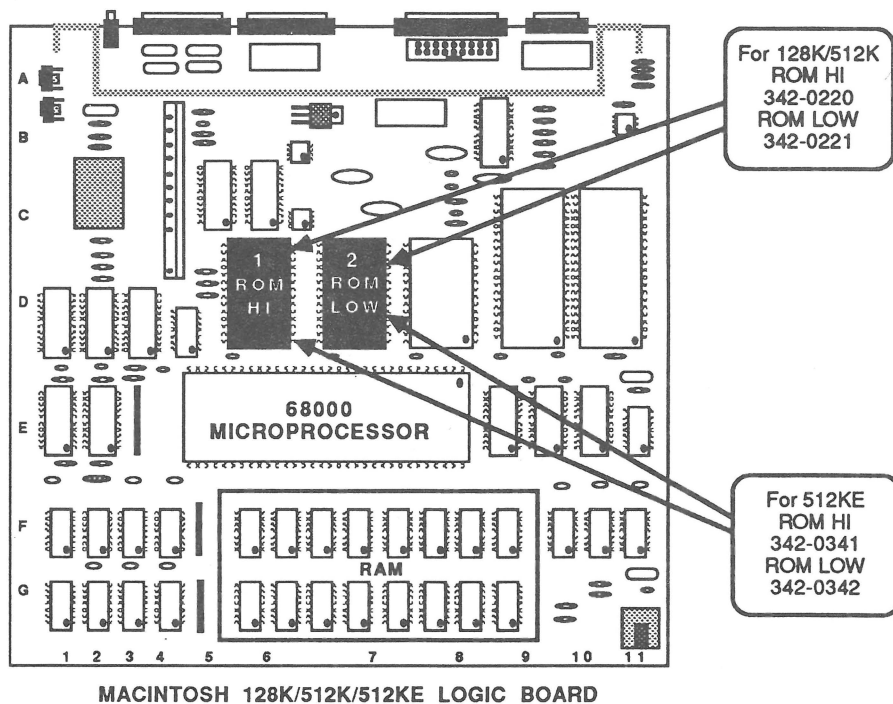 For 128K/512K
ROM HI
342-0220
ROM LOW
342-0221
A
B
C
D
E
F
G
1
ROM
HI
2
ROM
LOW
68000
MICROPROCESSOR
For 512KE
ROM HI
342-0341
ROM LOW
342-0342
RAM
1 2 3 4 5 6 7 8 9 10 11
MACINTOSH 128K/512K/512KE LOGIC BOARD